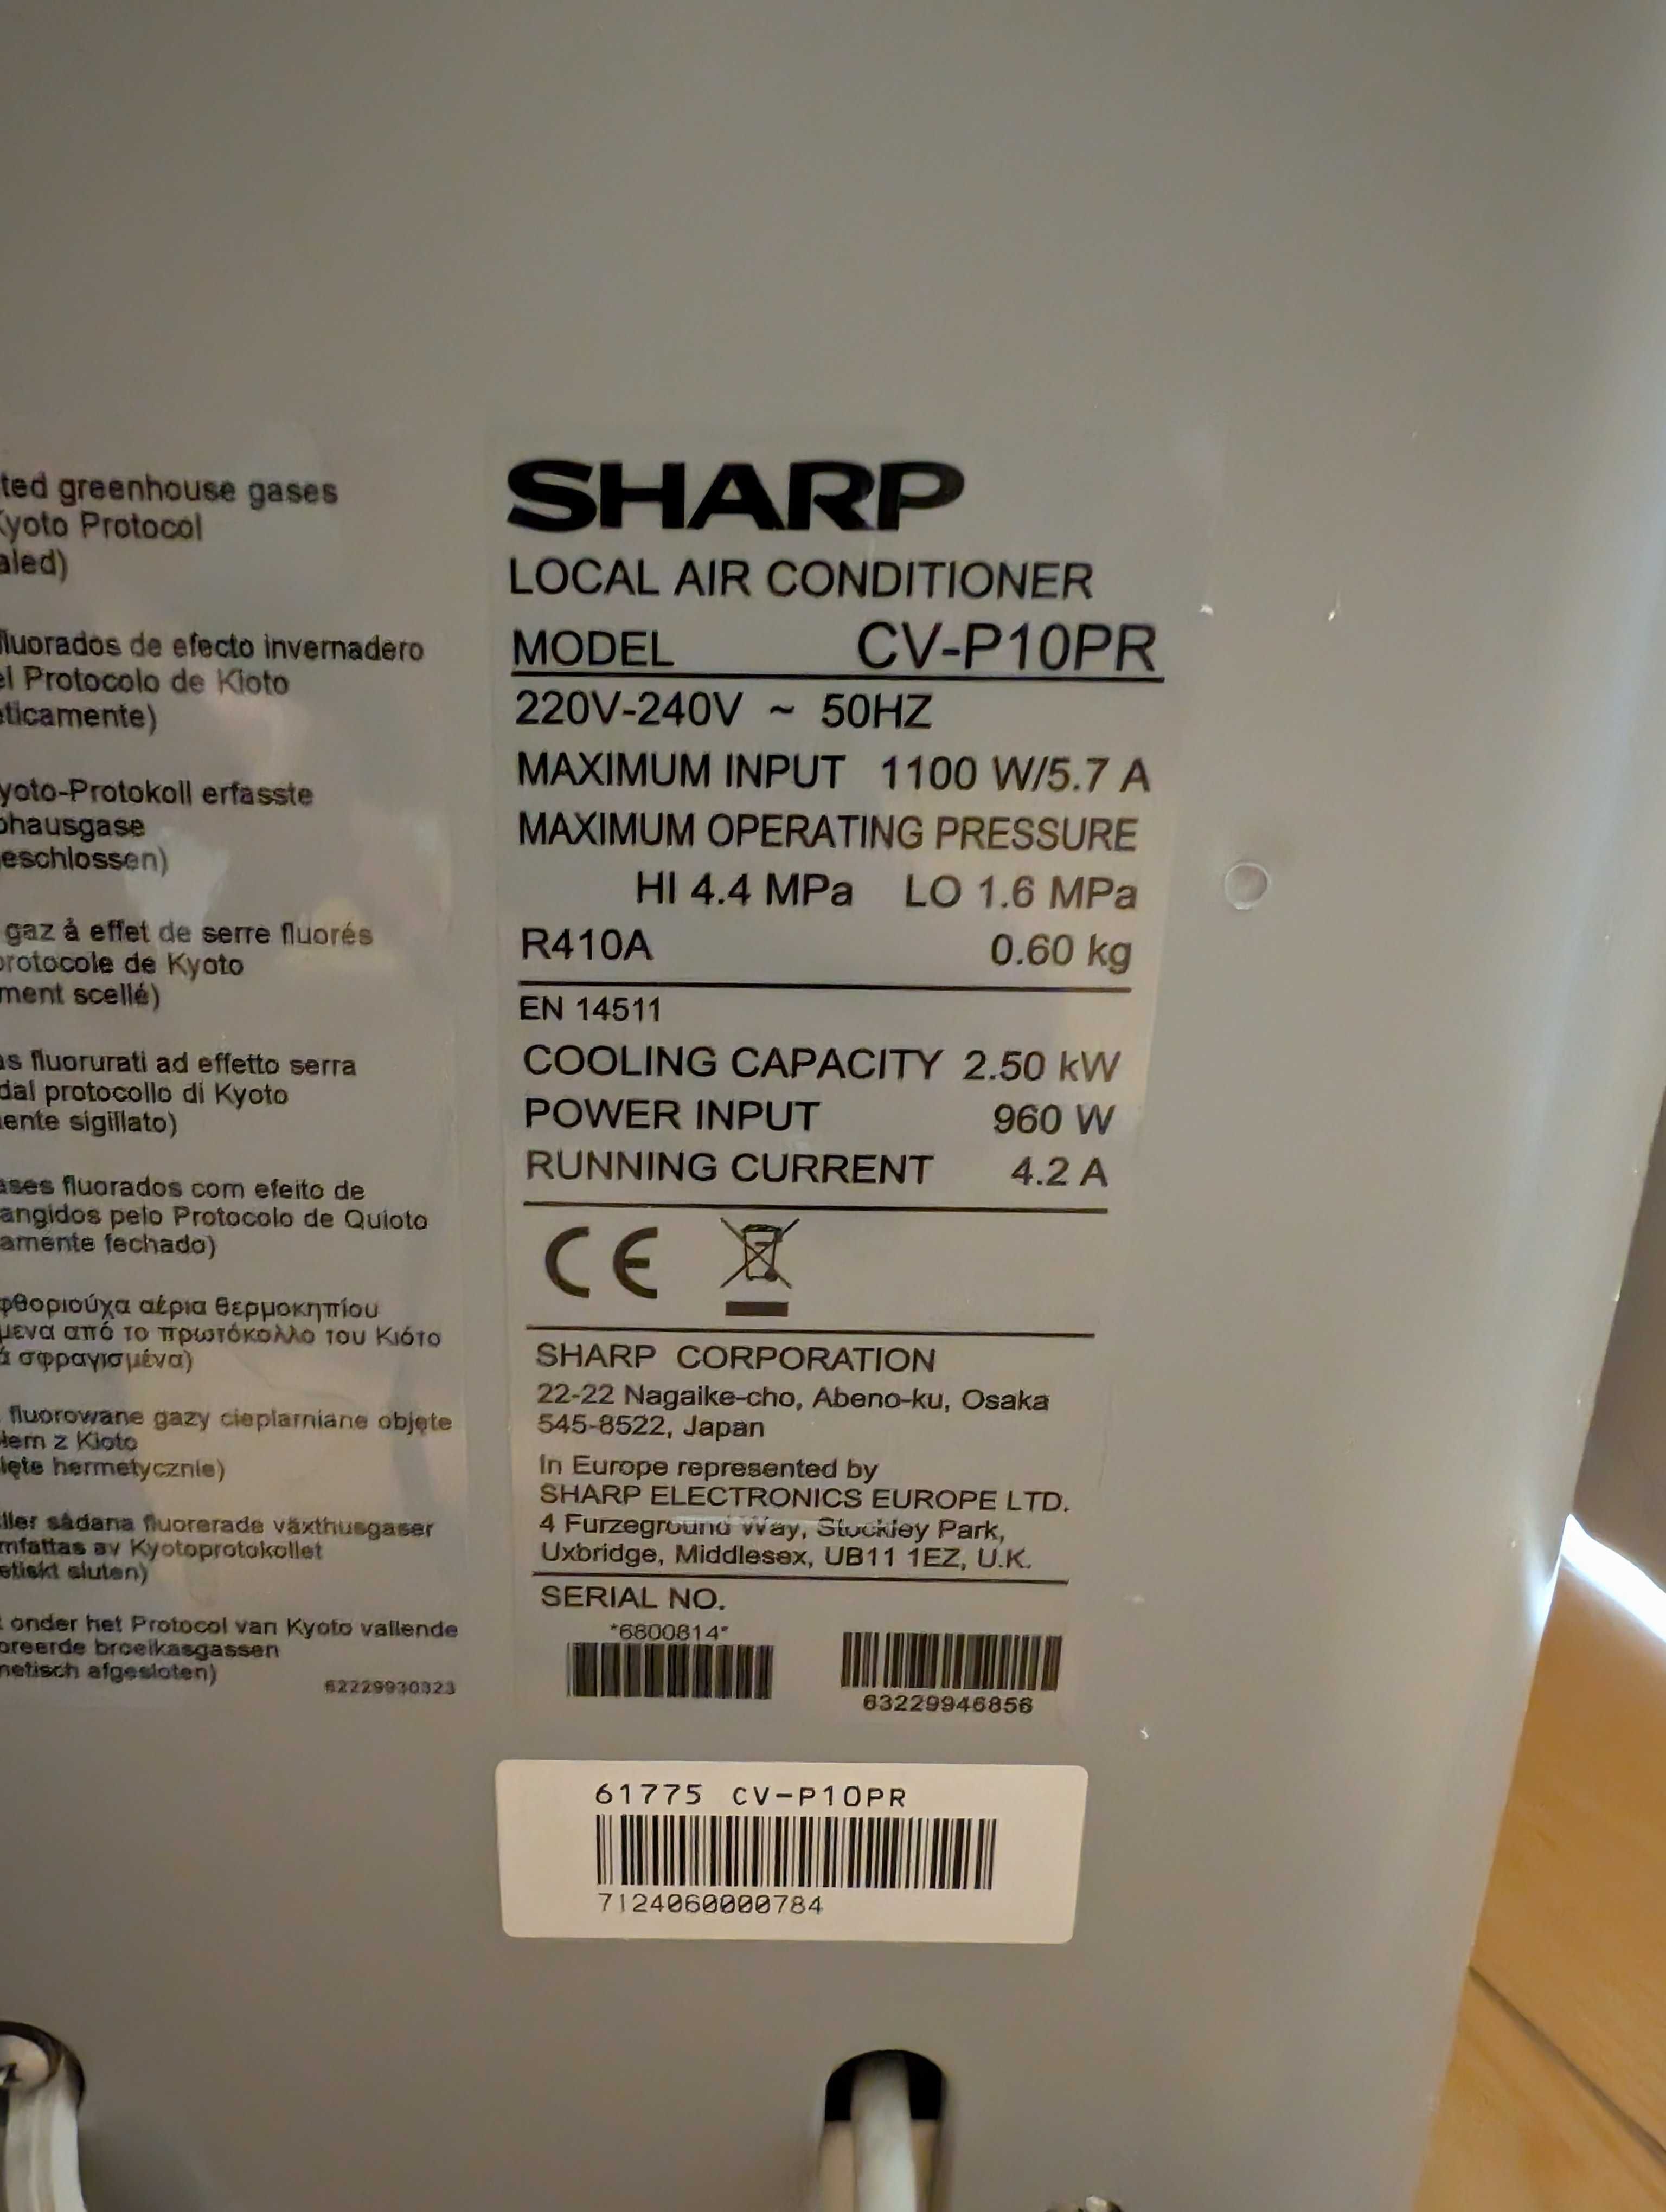 ted greenhouse gases
Kyoto Protocol
aled)
fluorados de efecto invernadero
el Protocolo de Kioto
éticamente)
yoto-Protokoll erfasste
ohausgase
eschlossen)
gaz à effet de serre fluorés
protocole de Kyoto
ment scellé)
as fluorurati ad effetto serra
dal protocollo di Kyoto
ente sigillato)
ases fluorados com efeito de
angidos pelo Protocolo de Quioto
amente fechado)
φθοριούχα αέρια θερμοκηπίου
μενα από το πρωτόκολλο του Κιότο
ά σφραγισμένα)
fluorowane gazy cieplarniane objęte
łem z Kioto
ięte hermetycznie)
ller sådana fluorerade växthusgaser
mfattas av Kyotoprotokollet
etiskt sluten)
onder het Protocol van Kyoto vallende
oreerde broeikasgassen
netisch afgesloten)
62229930323
SHARP
LOCAL AIR CONDITIONER
MODEL CV-P10PR
220V-240V ~ 50HZ
MAXIMUM INPUT 1100 W/5.7 A
MAXIMUM OPERATING PRESSURE
HI 4.4 MPa LO 1.6 MPa
R410A 0.60 kg
EN 14511
COOLING CAPACITY 2.50 kW
POWER INPUT 960 W
RUNNING CURRENT 4.2 A
CE
SHARP CORPORATION
22-22 Nagaike-cho, Abeno-ku, Osaka
545-8522, Japan
In Europe represented by
SHARP ELECTRONICS EUROPE LTD.
4 Furzeground Way, Stockley Park,
Uxbridge, Middlesex, UB11 1EZ, U.K.
SERIAL NO.
*6800814*
63229946856
61775 CV-P10PR
7124060000784